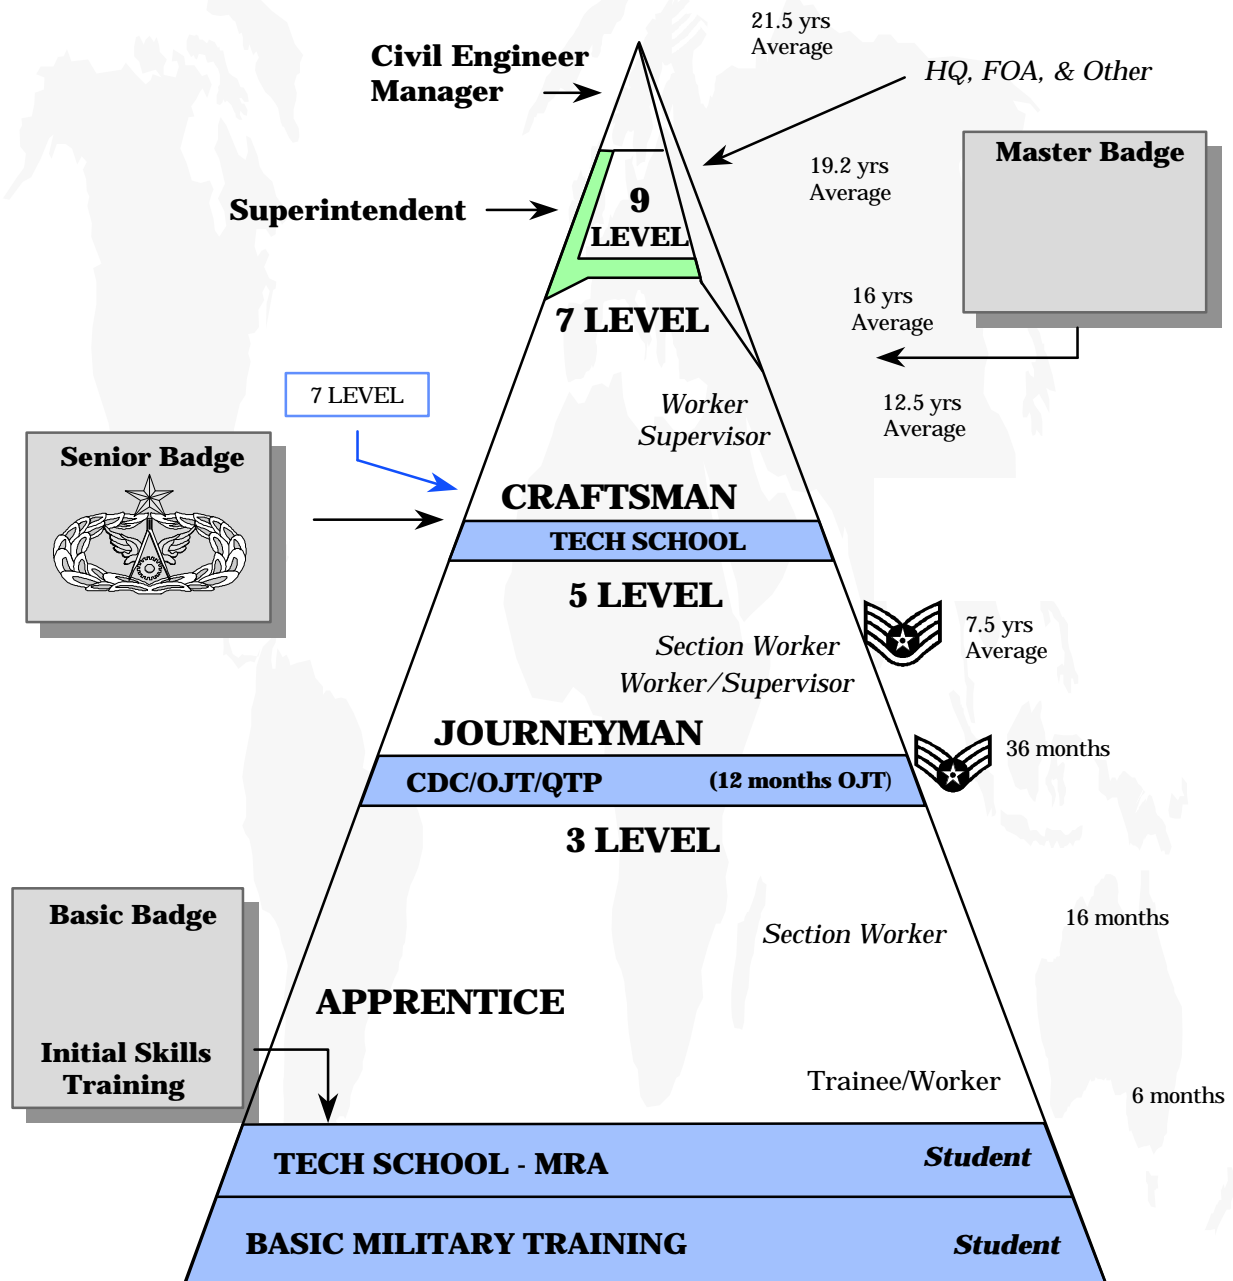 21.5 yrs
Average
Civil Engineer
Manager
HQ, FOA, & Other
Master Badge
19.2 yrs
Average
Superintendent
9
LEVEL
16 yrs
Average
7 LEVEL
7 LEVEL
12.5 yrs
Average
Worker
Supervisor
Senior Badge
CRAFTSMAN
TECH SCHOOL
5 LEVEL
7.5 yrs
Average
Section Worker
Worker/Supervisor
JOURNEYMAN
36 months
CDC/OJT/QTP (12 months OJT)
3 LEVEL
Basic Badge
16 months
Section Worker
APPRENTICE
Initial Skills
Training
Trainee/Worker
6 months
TECH SCHOOL - MRA Student
BASIC MILITARY TRAINING Student